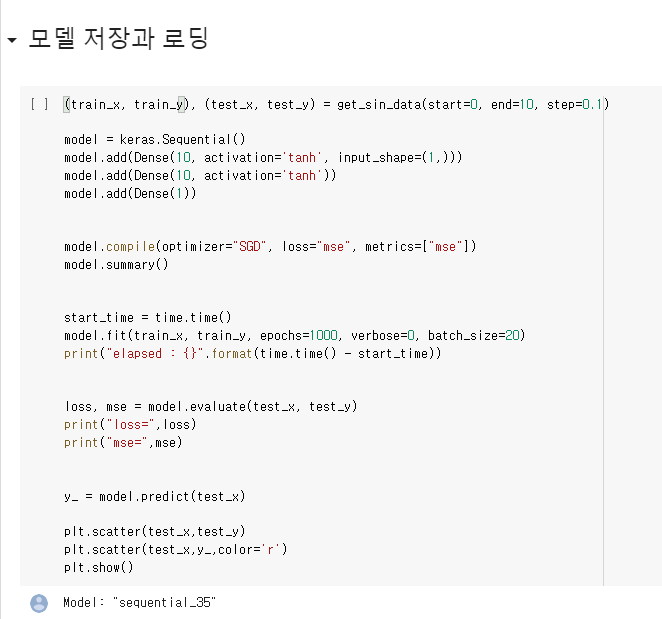 모델 저장과 로딩
[ ] (train_x, train_y), (test_x, test_y) = get_sin_data(start=0, end=10, step=0.1)
model = keras.Sequential()
model.add(Dense(10, activation='tanh', input_shape=(1,)))
model.add(Dense(10, activation='tanh'))
model.add(Dense(1))
model.compile(optimizer="SGD", loss="mse", metrics=["mse"])
model.summary()
start_time = time.time()
model.fit(train_x, train_y, epochs=1000, verbose=0, batch_size=20)
print("elapsed : {}".format(time.time() - start_time))
loss, mse = model.evaluate(test_x, test_y)
print("loss=",loss)
print("mse=",mse)
y_ = model.predict(test_x)
plt.scatter(test_x,test_y)
plt.scatter(test_x,y_,color='r')
plt.show()
Model: "sequential_35"